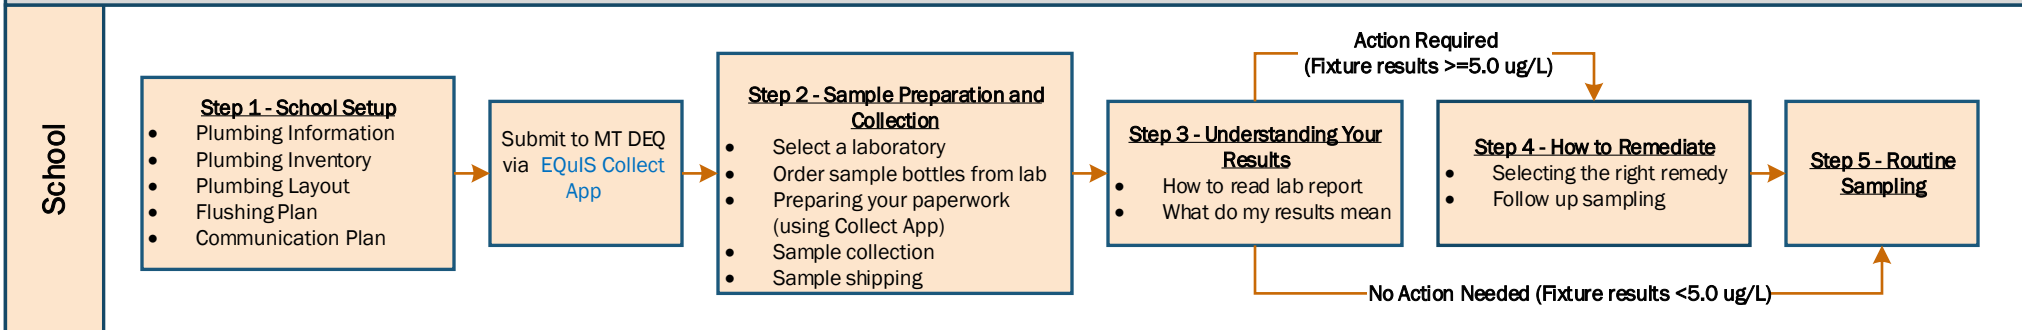 School
Step 1 - School Setup
• Plumbing Information
• Plumbing Inventory
• Plumbing Layout
• Flushing Plan
• Communication Plan
Submit to MT DEQ
via EQuIS Collect
App
Step 2 - Sample Preparation and
Collection
• Select a laboratory
• Order sample bottles from lab
• Preparing your paperwork
(using Collect App)
• Sample collection
• Sample shipping
Step 3 - Understanding Your
Results
• How to read lab report
• What do my results mean
Action Required
(Fixture results >=5.0 ug/L)
Step 4 - How to Remediate
• Selecting the right remedy
• Follow up sampling
No Action Needed (Fixture results <5.0 ug/L)
Step 5 - Routine
Sampling